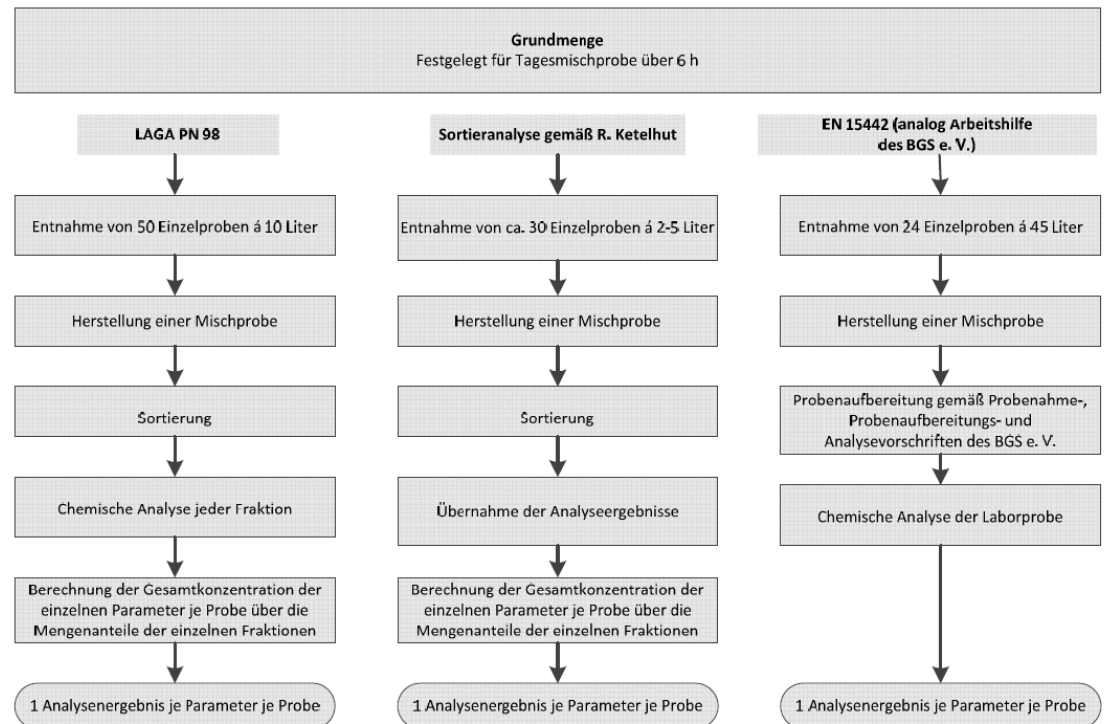 Grundmenge
Festgelegt für Tagesmischprobe über 6 h
LAGA PN 98
Entnahme von 50 Einzelproben á 10 Liter
Herstellung einer Mischprobe
Sortierung
Chemische Analyse jeder Fraktion
Berechnung der Gesamtkonzentration der
einzelnen Parameter je Probe über die
Mengenanteile der einzelnen Fraktionen
1 Analysenergebnis je Parameter je Probe
Sortieranalyse gemäß R. Ketelhut
Entnahme von ca. 30 Einzelproben á 2-5 Liter
Herstellung einer Mischprobe
Sortierung
Übernahme der Analyseergebnisse
Berechnung der Gesamtkonzentration der
einzelnen Parameter je Probe über die
Mengenanteile der einzelnen Fraktionen
1 Analysenergebnis je Parameter je Probe
EN 15442 (analog Arbeitshilfe
des BGS e. V.)
Entnahme von 24 Einzelproben á 45 Liter
Herstellung einer Mischprobe
Probenaufbereitung gemäß Probenahme-,
Probenaufbereitungs- und
Analysevorschriften des BGS e. V.
Chemische Analyse der Laborprobe
1 Analysenergebnis je Parameter je Probe